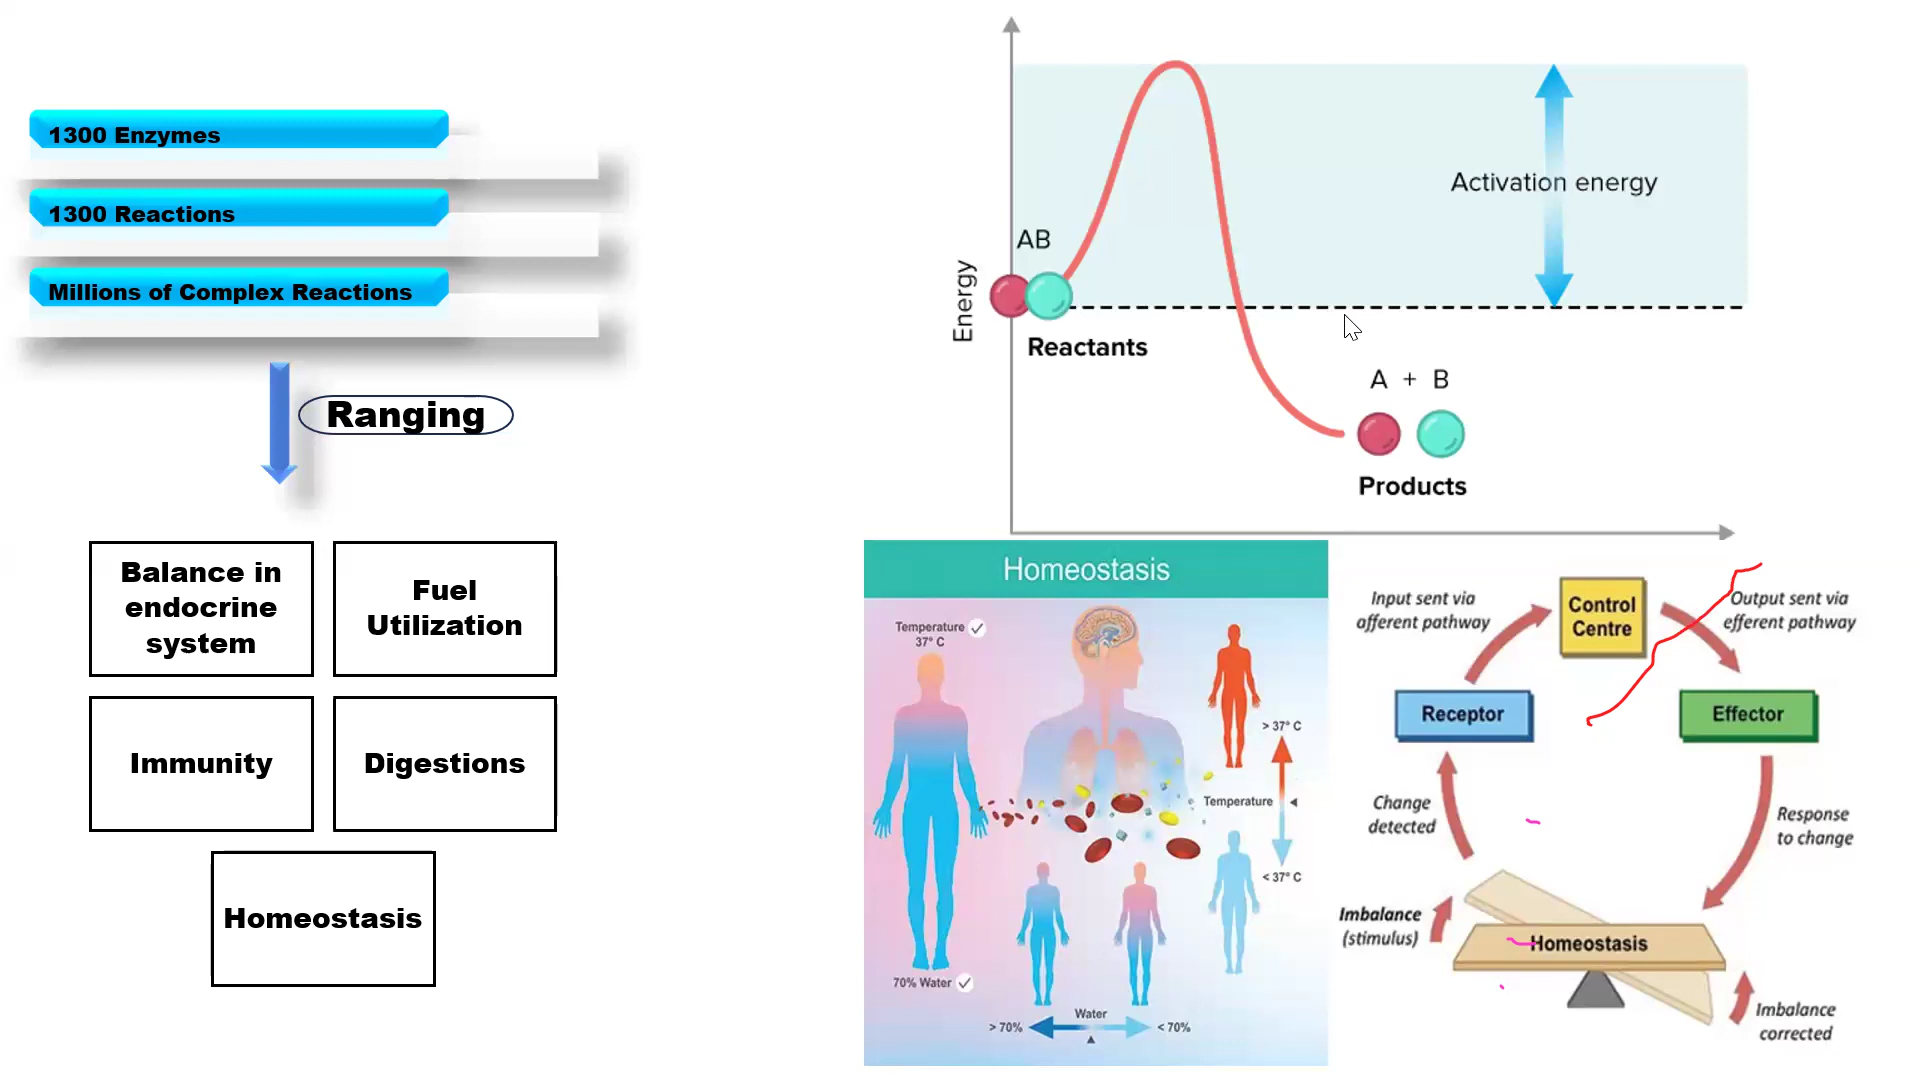 1300 Enzymes
1300 Reactions
Millions of Complex Reactions
Ranging
Balance in
endocrine
system
Fuel
Utilization
Immunity
Digestions
Homeostasis
Energy
AB
Reactants
Activation energy
A + B
Products
Homeostasis
Temperature
37° C
70% Water
> 37° C
Temperature
< 37° C
Water
> 70%
< 70%
Input sent via
afferent pathway
Control
Centre
Output sent via
efferent pathway
Receptor
Effector
Change
detected
Response
to change
Imbalance
(stimulus)
Homeostasis
Imbalance
corrected